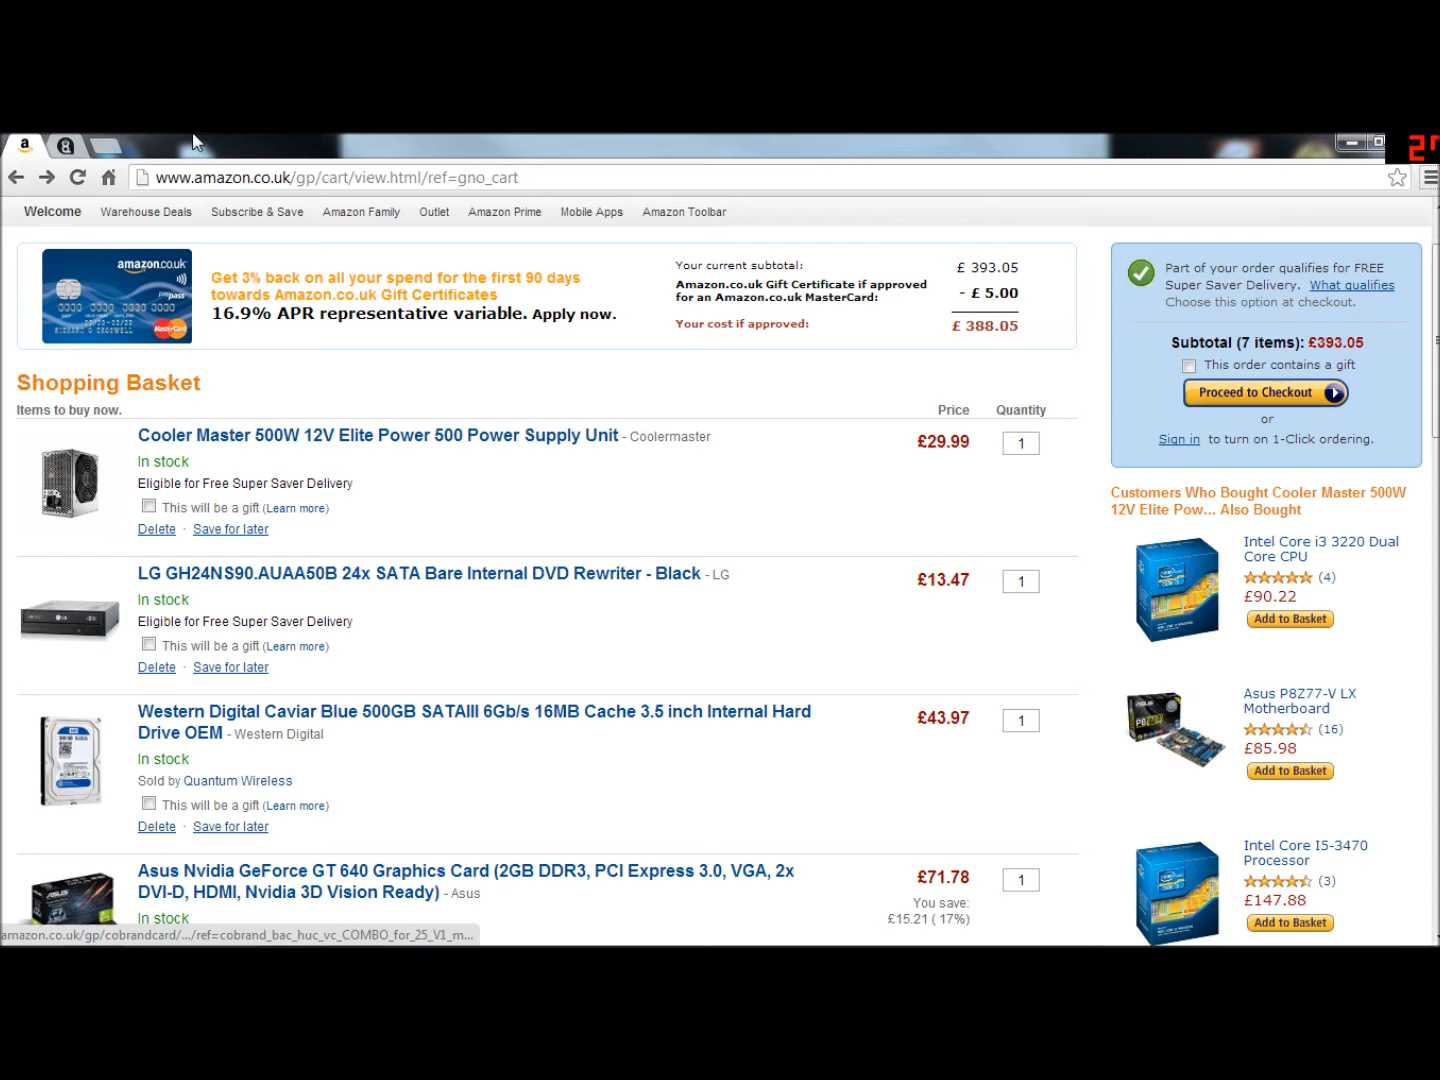 www.amazon.co.uk/gp/cart/view.html/ref=gno_cart
Welcome Warehouse Deals Subscribe & Save Amazon Family Outlet Amazon Prime Mobile Apps Amazon Toolbar
amazon.co.uk
MasterCard
Get 3% back on all your spend for the first 90 days
towards Amazon.co.uk Gift Certificates
16.9% APR representative variable. Apply now.
Your current subtotal: £ 393.05
Amazon.co.uk Gift Certificate if approved
for an Amazon.co.uk MasterCard: - £ 5.00
Your cost if approved: £ 388.05
Part of your order qualifies for FREE
Super Saver Delivery. What qualifies
Choose this option at checkout.
Subtotal (7 items): £393.05
This order contains a gift
Proceed to Checkout
or
Sign in to turn on 1-Click ordering.
Shopping Basket
Items to buy now. Price Quantity
Cooler Master 500W 12V Elite Power 500 Power Supply Unit - Coolermaster £29.99 1
In stock
Eligible for Free Super Saver Delivery
This will be a gift (Learn more)
Delete · Save for later
LG GH24NS90.AUAA50B 24x SATA Bare Internal DVD Rewriter - Black - LG £13.47 1
In stock
Eligible for Free Super Saver Delivery
This will be a gift (Learn more)
Delete · Save for later
Western Digital Caviar Blue 500GB SATAIII 6Gb/s 16MB Cache 3.5 inch Internal Hard £43.97 1
Drive OEM - Western Digital
In stock
Sold by Quantum Wireless
This will be a gift (Learn more)
Delete · Save for later
Asus Nvidia GeForce GT 640 Graphics Card (2GB DDR3, PCI Express 3.0, VGA, 2x £71.78 1
DVI-D, HDMI, Nvidia 3D Vision Ready) - Asus
You save:
In stock £15.21 ( 17%)
amazon.co.uk/gp/cobrandcard/.../ref=cobrand_bac_huc_vc_COMBO_for_25_V1_m...
Customers Who Bought Cooler Master 500W
12V Elite Pow... Also Bought
Intel Core i3 3220 Dual
Core CPU
(4)
£90.22
Add to Basket
Asus P8Z77-V LX
Motherboard
(16)
£85.98
Add to Basket
Intel Core I5-3470
Processor
(3)
£147.88
Add to Basket